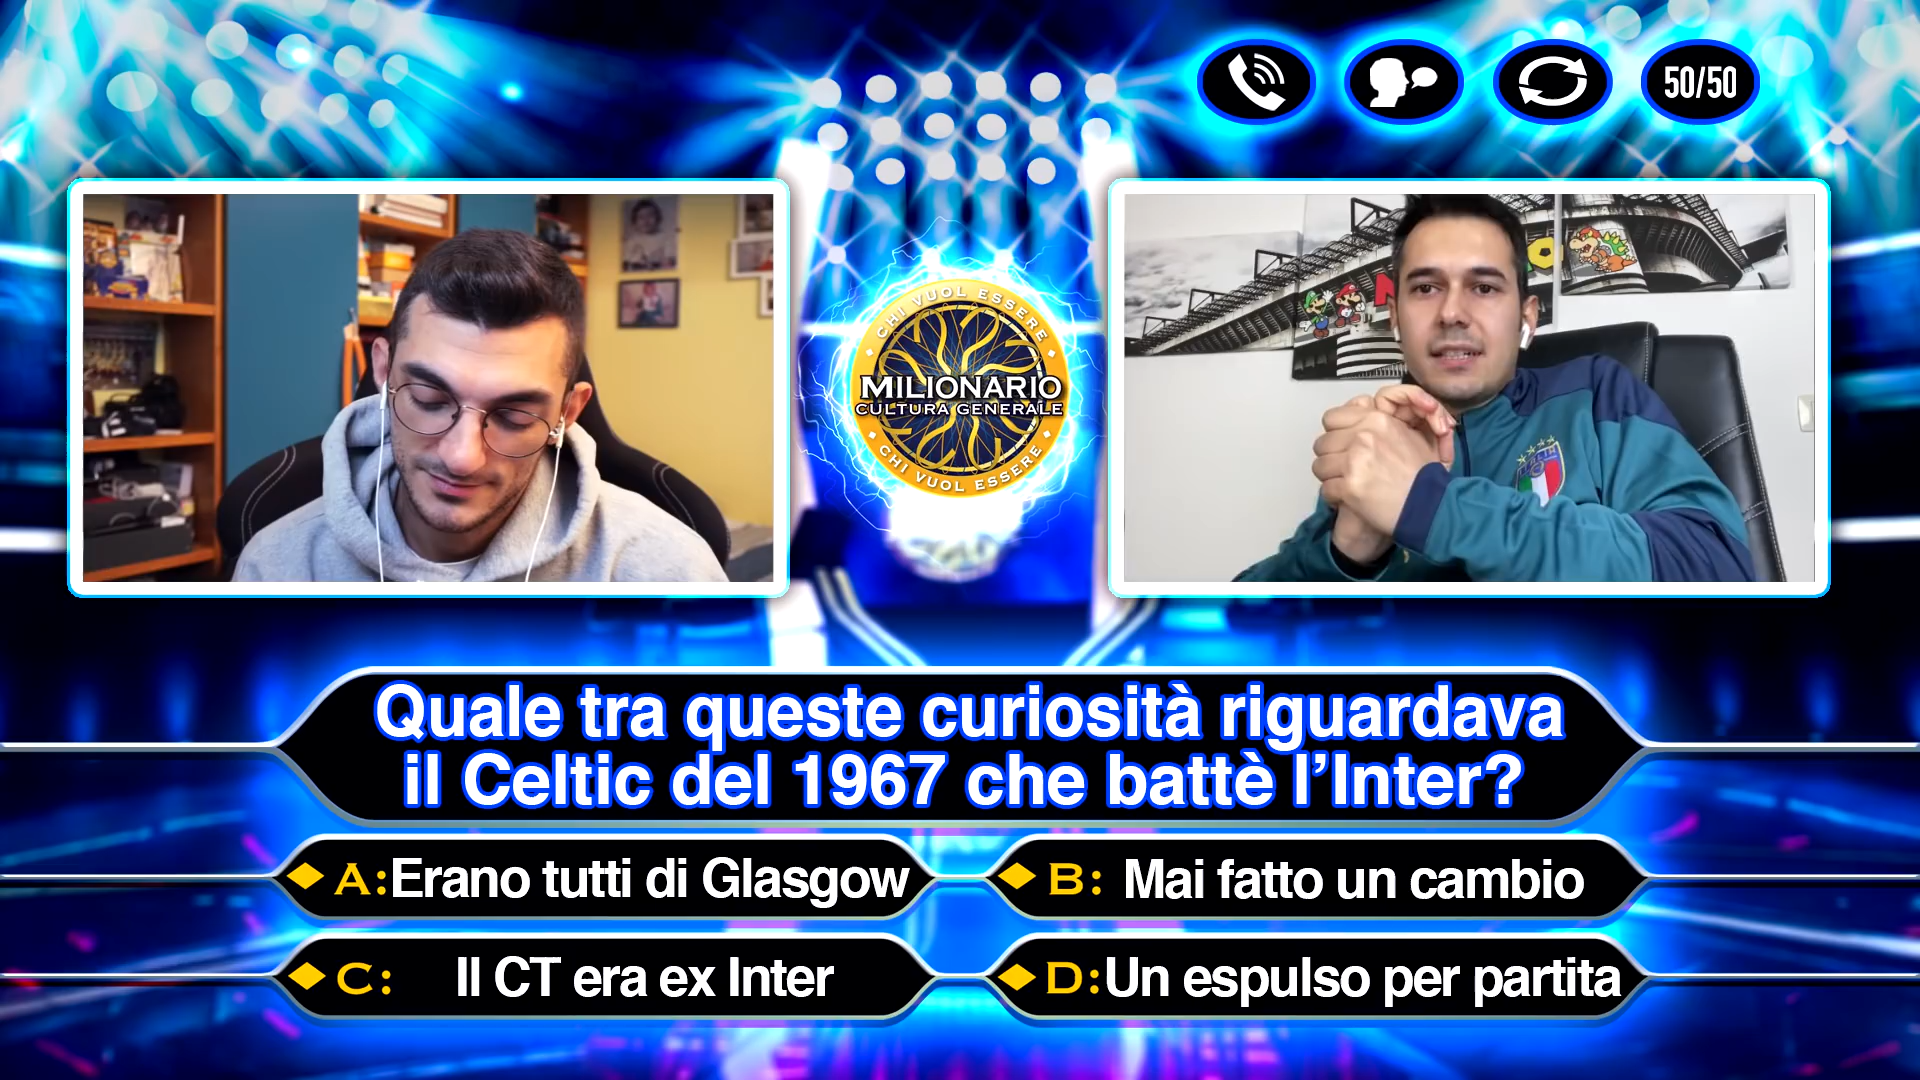 50/50
CHI VUOL ESSERE
MILIONARIO
CULTURA GENERALE
CHI VUOL ESSERE
Quale tra queste curiosità riguardava
il Celtic del 1967 che battè l’Inter?
A: Erano tutti di Glasgow
B: Mai fatto un cambio
C: Il CT era ex Inter
D: Un espulso per partita